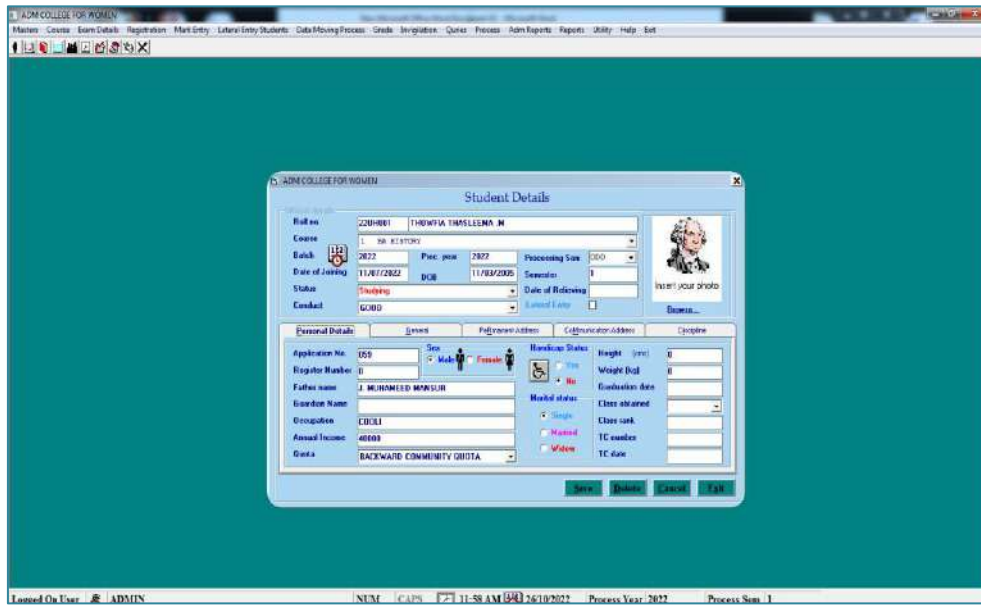 ADM COLLEGE FOR WOMEN
Masters Course Exam Details Registration Mark Entry Lateral Entry Students Data Moving Process Grade Invigilation Quries Process Adm Reports Reports Utility Help Exit
ADM COLLEGE FOR WOMEN
Student Details
Roll no THOWFIA THASLEEMA .M
Course 1 BA HISTORY
Batch 2022 Proc. year 2022 Processing Sem ODD
Date of Joining 11/07/2022 DOB 11/03/2005 Semester 1
Insert your photo
Status Studying Date of Relieving
Conduct GOOD Lateral Entry
Browse...
Personal Details General Permanent Address Communication Address Discipline
Application No. 059 Sex Male Female Handicap Status Yes No Height (cms) 0
Register Number 0 Weight (kg) 0
Father name J. MUHAMEED MANSUR Graduation date
Guardian Name Marital status Class obtained
Occupation COOLI Single Class rank
Annual Income 40000 Married TC number
Quota BACKWARD COMMUNITY QUOTA Widow TC date
Save Delete Cancel Exit
Logged On User ADMIN NUM CAPS 11:58 AM 26/10/2022 Process Year 2022 Process Sem 1